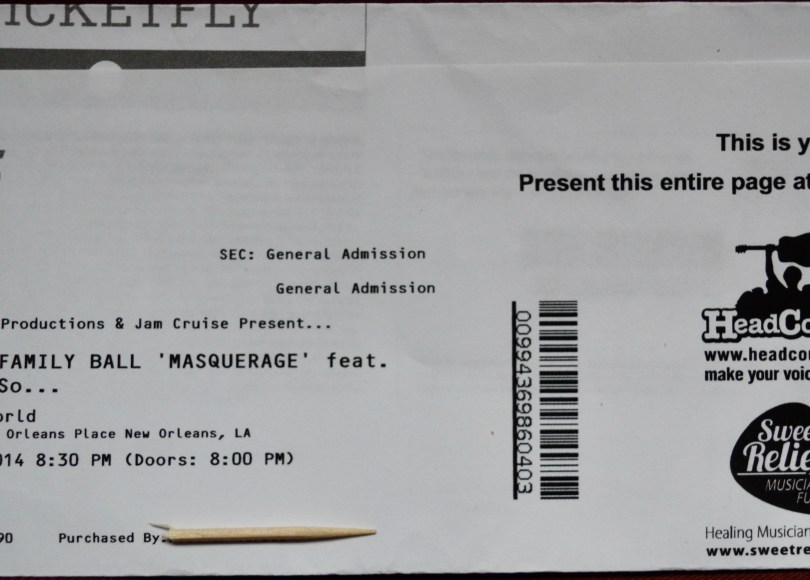 ICKETFLY
SEC: General Admission
General Admission
Productions & Jam Cruise Present...
FAMILY BALL 'MASQUERAGE' feat.
So...
orld
Orleans Place New Orleans, LA
014 8:30 PM (Doors: 8:00 PM)
90 Purchased By:
00994369860403
This is y
Present this entire page at
HeadCo
www.headcou
make your voic
Swee
Relie
MUSICIA
FU
Healing Musician
www.sweetre